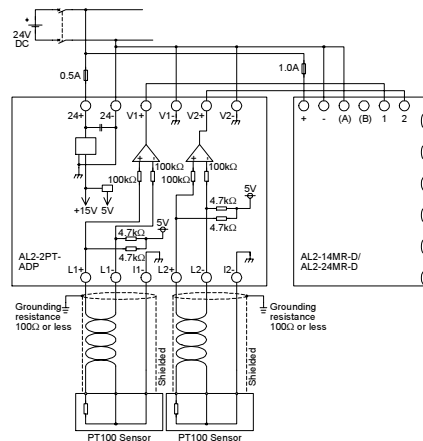 24V
DC
0.5A
1.0A
24+ 24- V1+ V1- V2+ V2-
+ - (A) (B) 1 2
100kΩ 100kΩ
100kΩ 100kΩ
+15V 5V
5V
4.7kΩ
4.7kΩ
5V
4.7kΩ
4.7kΩ
AL2-2PT-
ADP
AL2-14MR-D/
AL2-24MR-D
L1+ L1- I1- L2+ L2- I2-
Grounding
resistance
100Ω or less
Shielded
Shielded
Grounding
resistance
100Ω or less
PT100 Sensor PT100 Sensor